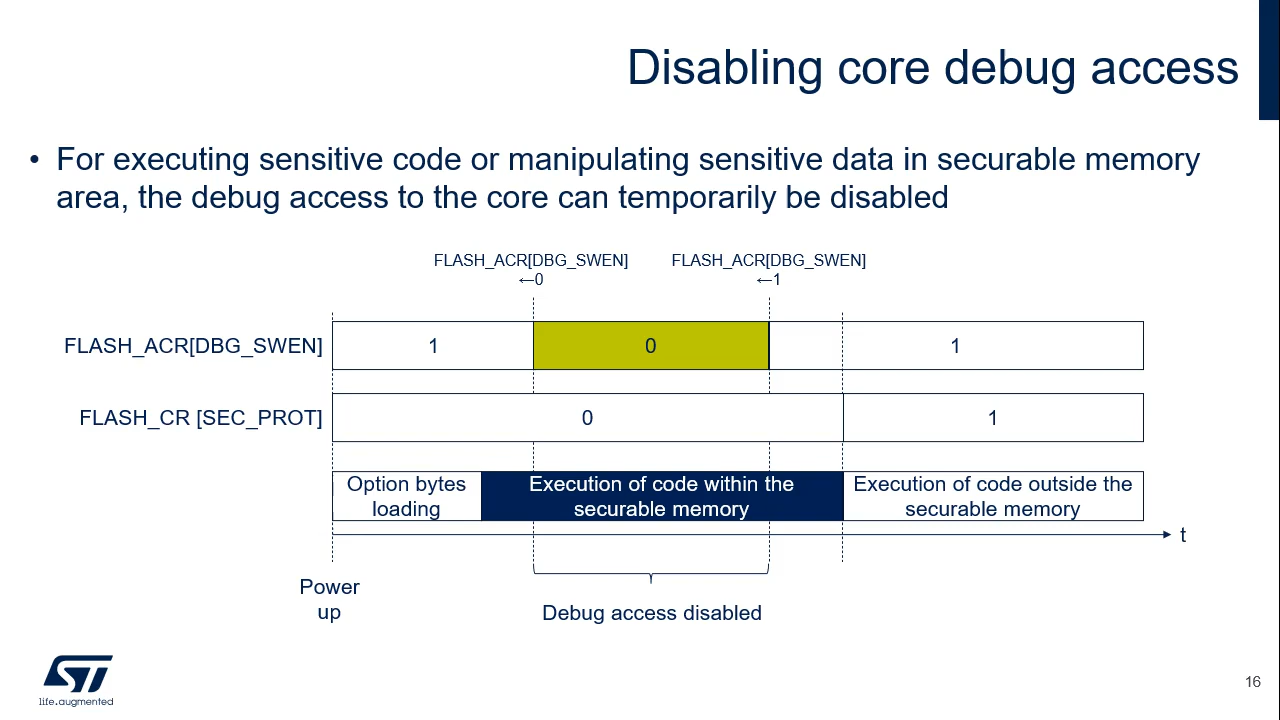 Disabling core debug access
• For executing sensitive code or manipulating sensitive data in securable memory
area, the debug access to the core can temporarily be disabled
FLASH_ACR[DBG_SWEN]
←0
FLASH_ACR[DBG_SWEN]
←1
FLASH_ACR[DBG_SWEN]
1
0
1
FLASH_CR [SEC_PROT]
0
1
Option bytes
loading
Execution of code within the
securable memory
Execution of code outside the
securable memory
t
Power
up
Debug access disabled
ST
life.augmented
16